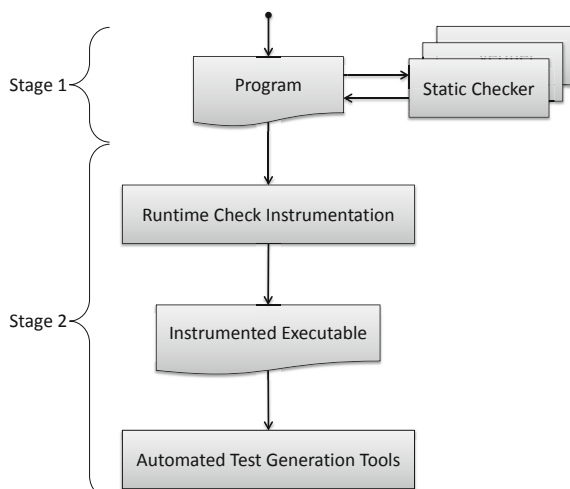 Stage 1
Program
Static Checker
Runtime Check Instrumentation
Stage 2
Instrumented Executable
Automated Test Generation Tools